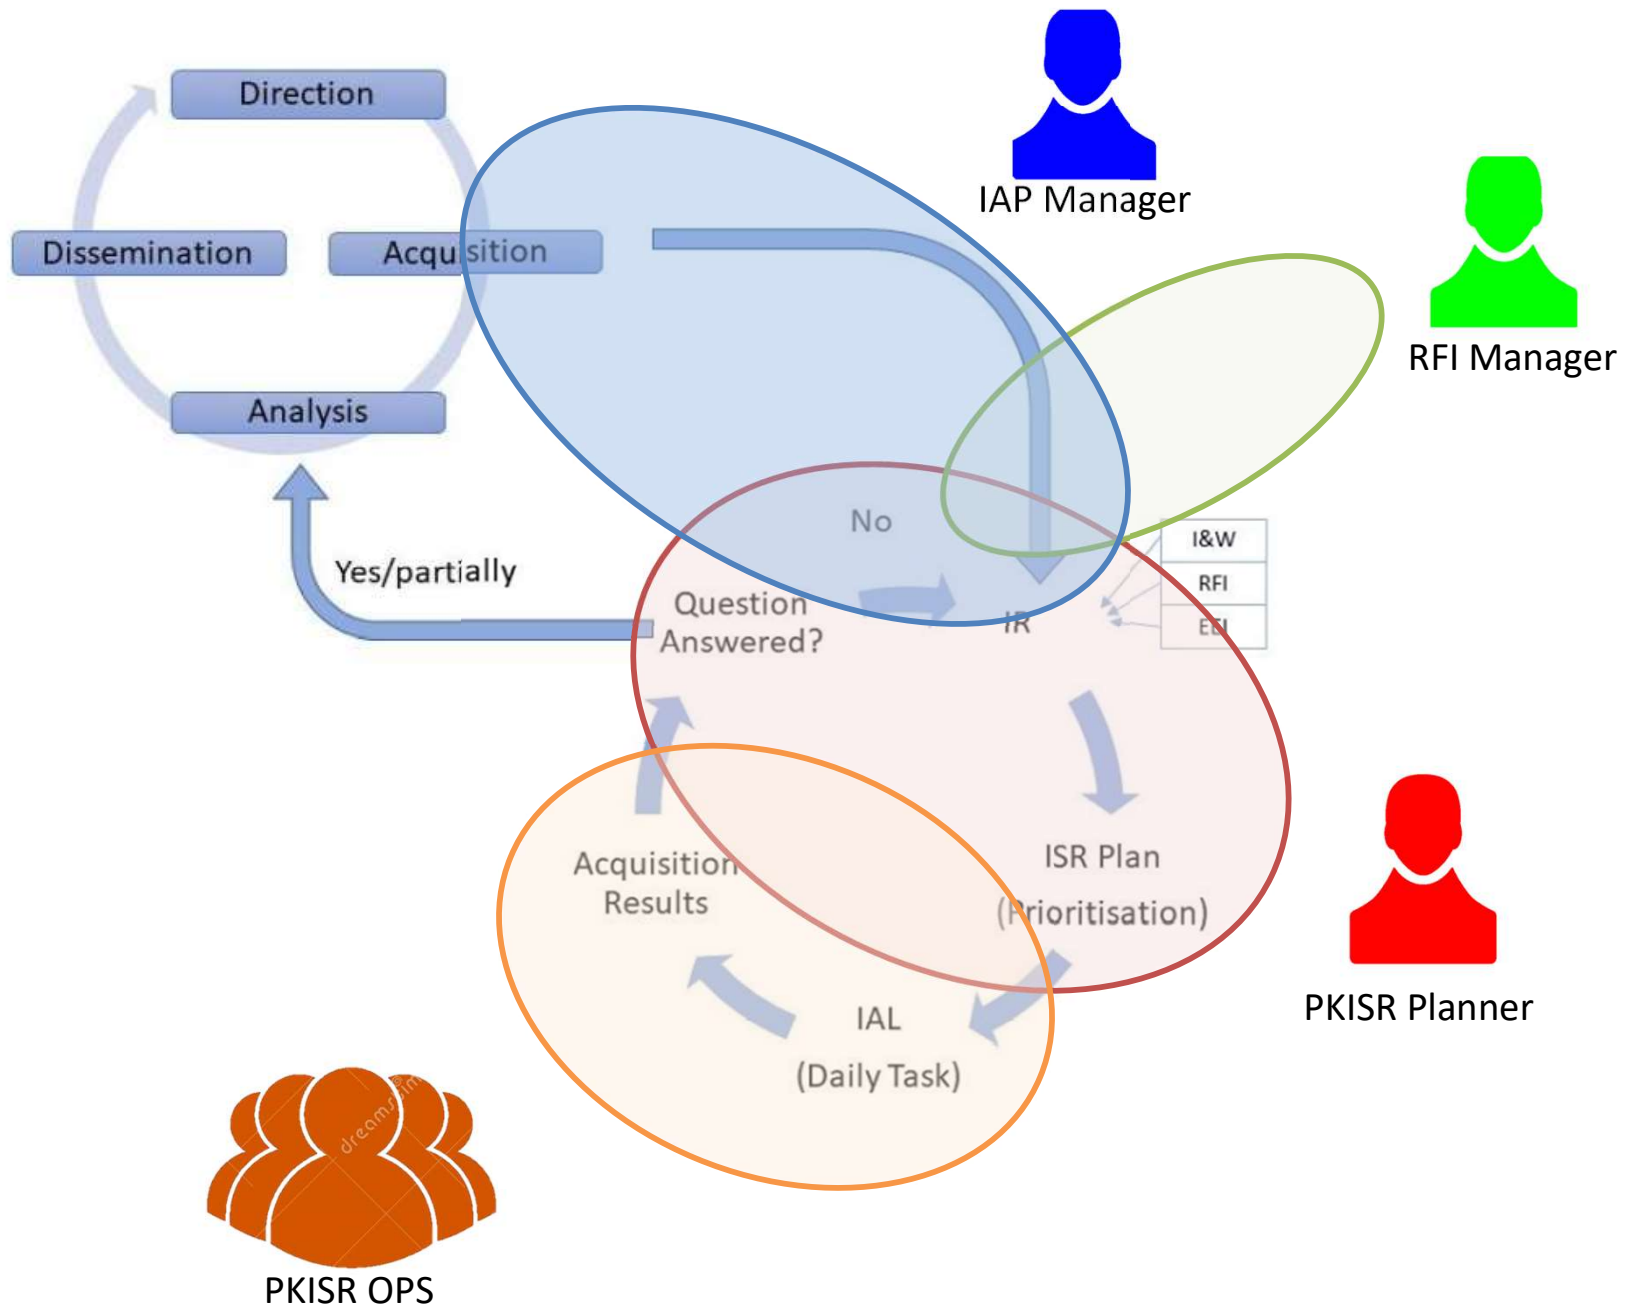 Direction
IAP Manager
Dissemination
Acquisition
RFI Manager
Analysis
No
I&W
Yes/partially
RFI
Question
Answered?
IR
EEI
ISR Plan
(Prioritisation)
Acquisition
Results
PKISR Planner
IAL
(Daily Task)
PKISR OPS